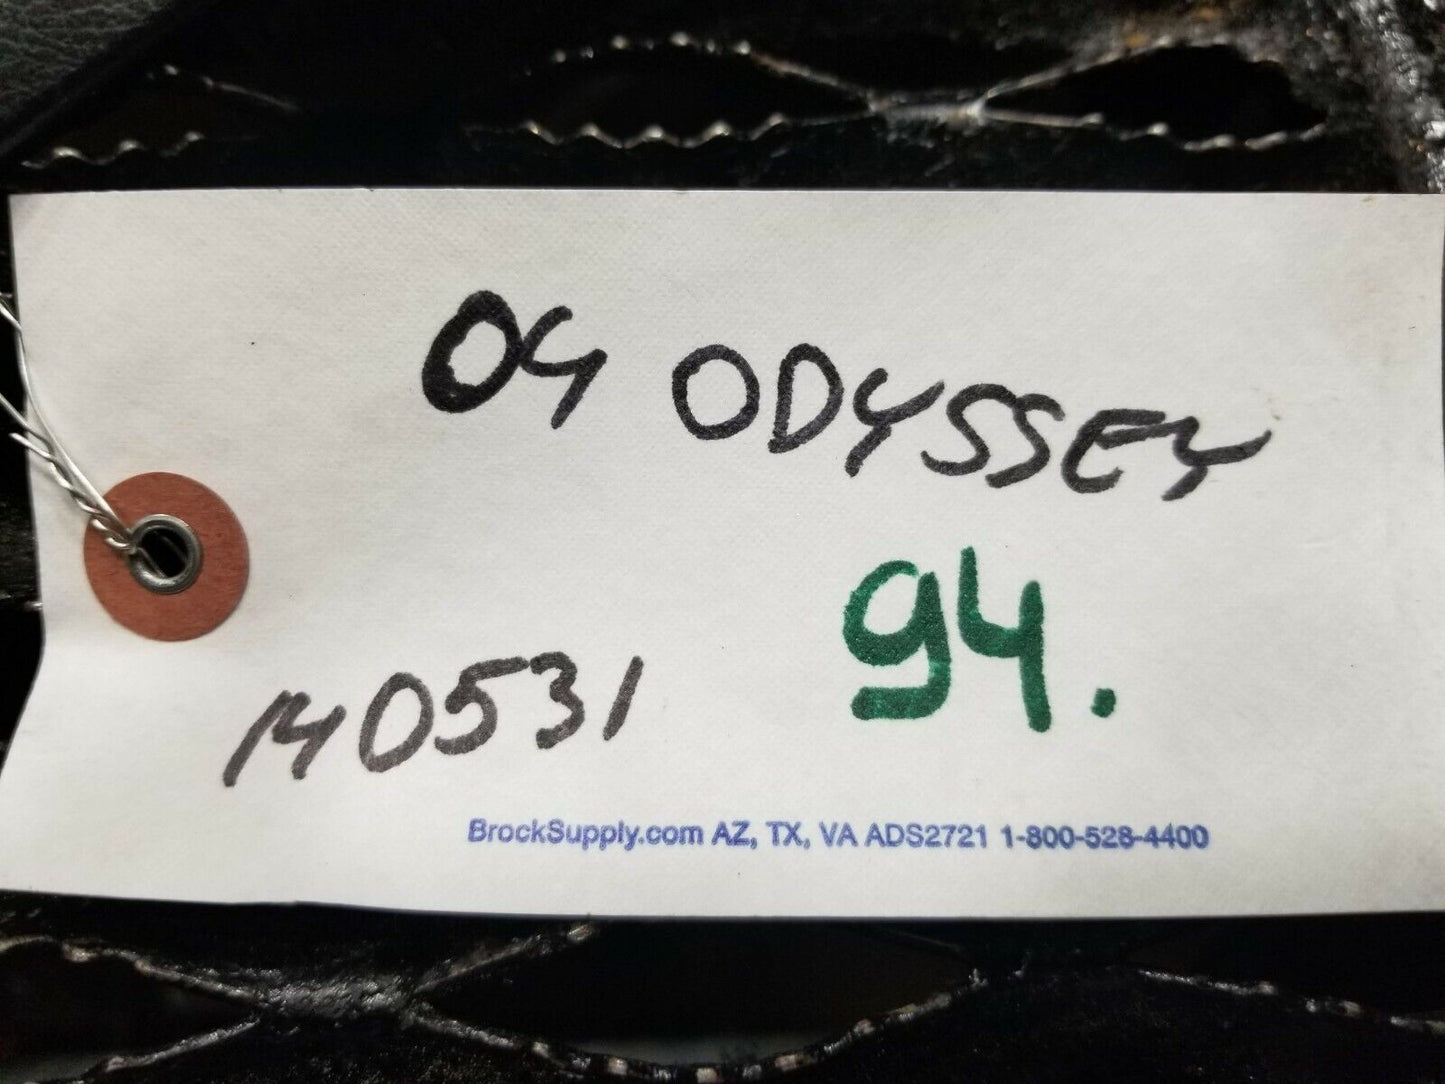 04 ODYSSEY
94.
140531
BrockSupply.com AZ, TX, VA ADS2721 1-800-528-4400